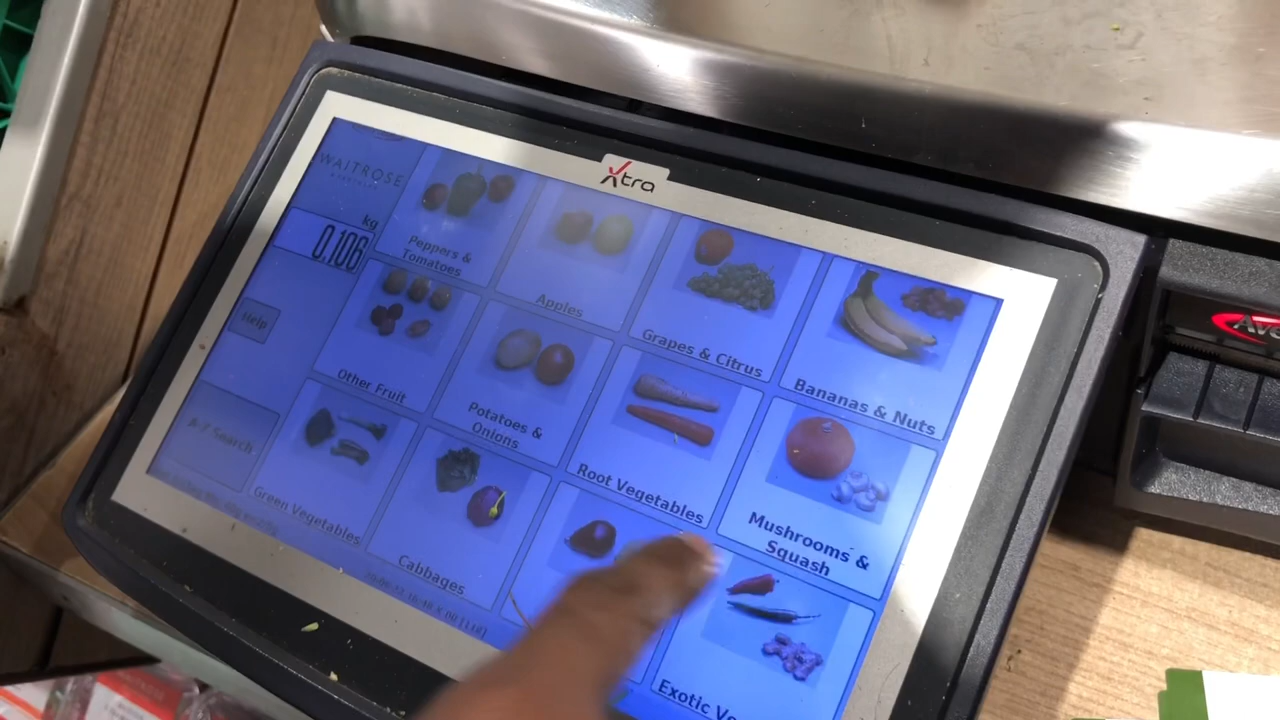 Xtra
WAITROSE
kg
0.106
Help
A-Z Search
Peppers &
Tomatoes
Apples
Grapes & Citrus
Bananas & Nuts
Other Fruit
Potatoes &
Onions
Root Vegetables
Mushrooms &
Squash
Green Vegetables
Cabbages
Exotic Ve
Ave